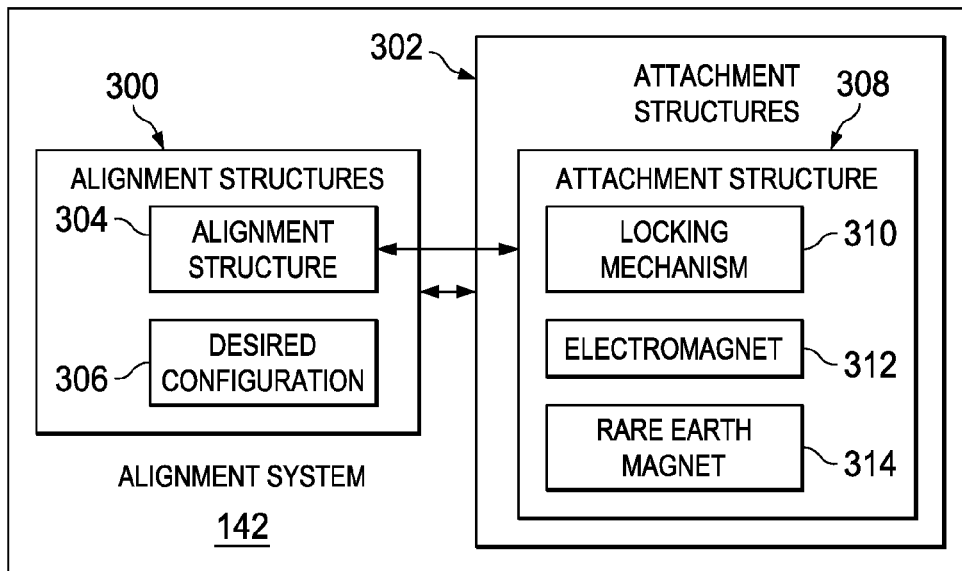 300
ALIGNMENT STRUCTURES
304
ALIGNMENT
STRUCTURE
306
DESIRED
CONFIGURATION
ALIGNMENT SYSTEM
142
302
ATTACHMENT
STRUCTURES
308
ATTACHMENT STRUCTURE
LOCKING
MECHANISM
310
ELECTROMAGNET
312
RARE EARTH
MAGNET
314